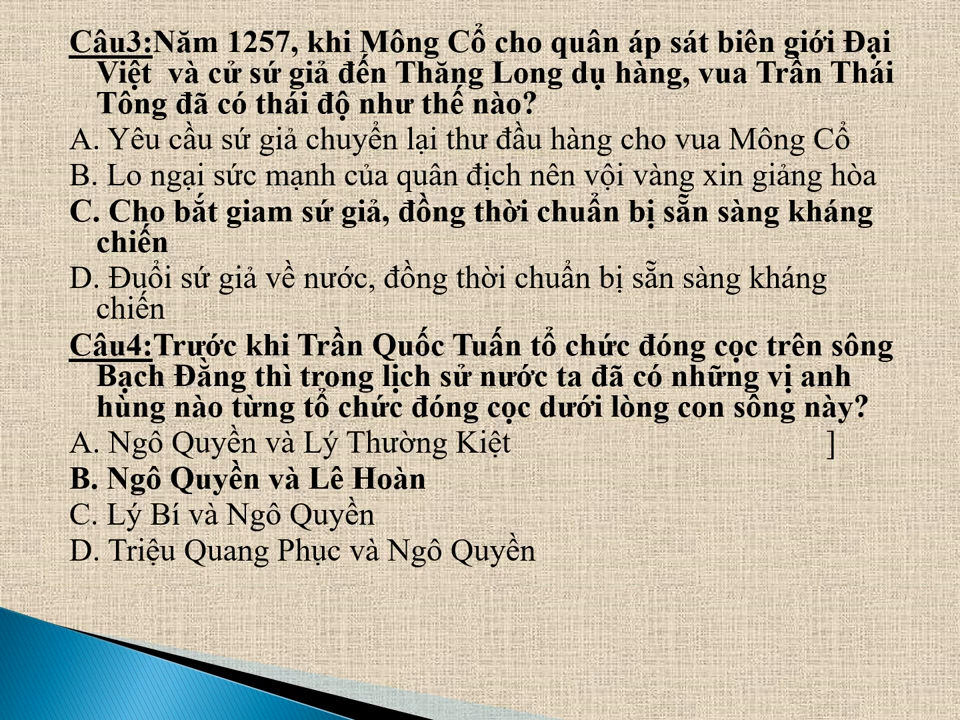 Câu3:Năm 1257, khi Mông Cổ cho quân áp sát biên giới Đại
Việt và cử sứ giả đến Thăng Long dụ hàng, vua Trần Thái
Tông đã có thái độ như thế nào?
A. Yêu cầu sứ giả chuyển lại thư đầu hàng cho vua Mông Cổ
B. Lo ngại sức mạnh của quân địch nên vội vàng xin giảng hòa
C. Cho bắt giam sứ giả, đồng thời chuẩn bị sẵn sàng kháng
chiến
D. Đuổi sứ giả về nước, đồng thời chuẩn bị sẵn sàng kháng
chiến
Câu4:Trước khi Trần Quốc Tuấn tổ chức đóng cọc trên sông
Bạch Đằng thì trong lịch sử nước ta đã có những vị anh
hùng nào từng tổ chức đóng cọc dưới lòng con sông này?
A. Ngô Quyền và Lý Thường Kiệt ]
B. Ngô Quyền và Lê Hoàn
C. Lý Bí và Ngô Quyền
D. Triệu Quang Phục và Ngô Quyền